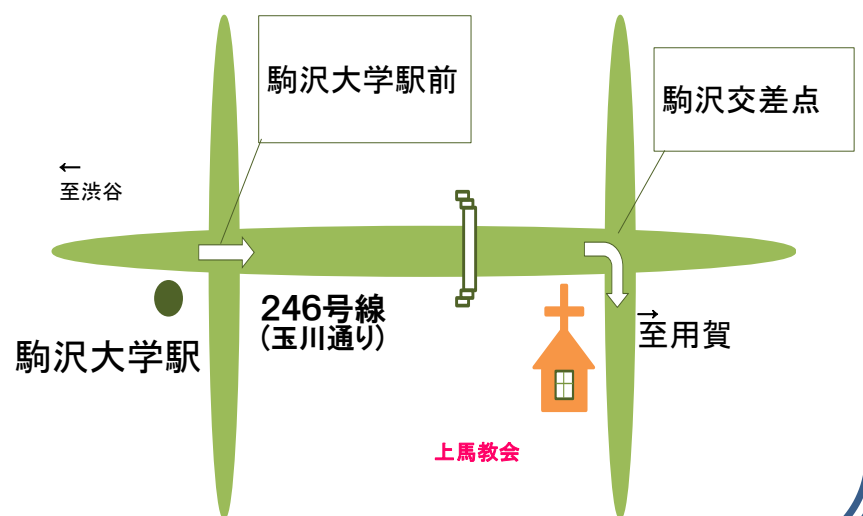 駒沢大学駅前
駒沢交差点
←
至渋谷
246号線
(玉川通り)
→
至用賀
駒沢大学駅
上馬教会